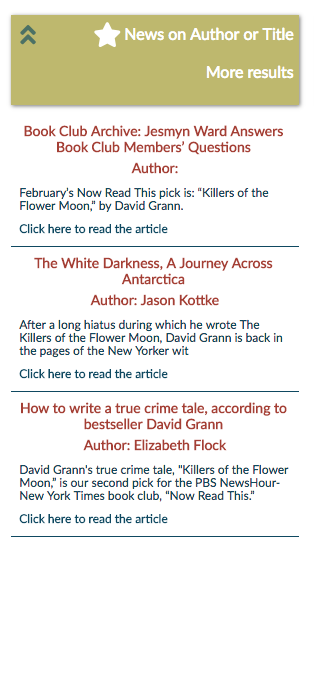 News on Author or Title
More results
Book Club Archive: Jesmyn Ward Answers
Book Club Members’ Questions
Author:
February’s Now Read This pick is: “Killers of the
Flower Moon,” by David Grann.
Click here to read the article
The White Darkness, A Journey Across
Antarctica
Author: Jason Kottke
After a long hiatus during which he wrote The
Killers of the Flower Moon, David Grann is back in
the pages of the New Yorker wit
Click here to read the article
How to write a true crime tale, according to
bestseller David Grann
Author: Elizabeth Flock
David Grann’s true crime tale, “Killers of the Flower
Moon,” is our second pick for the PBS NewsHour-
New York Times book club, “Now Read This.”
Click here to read the article